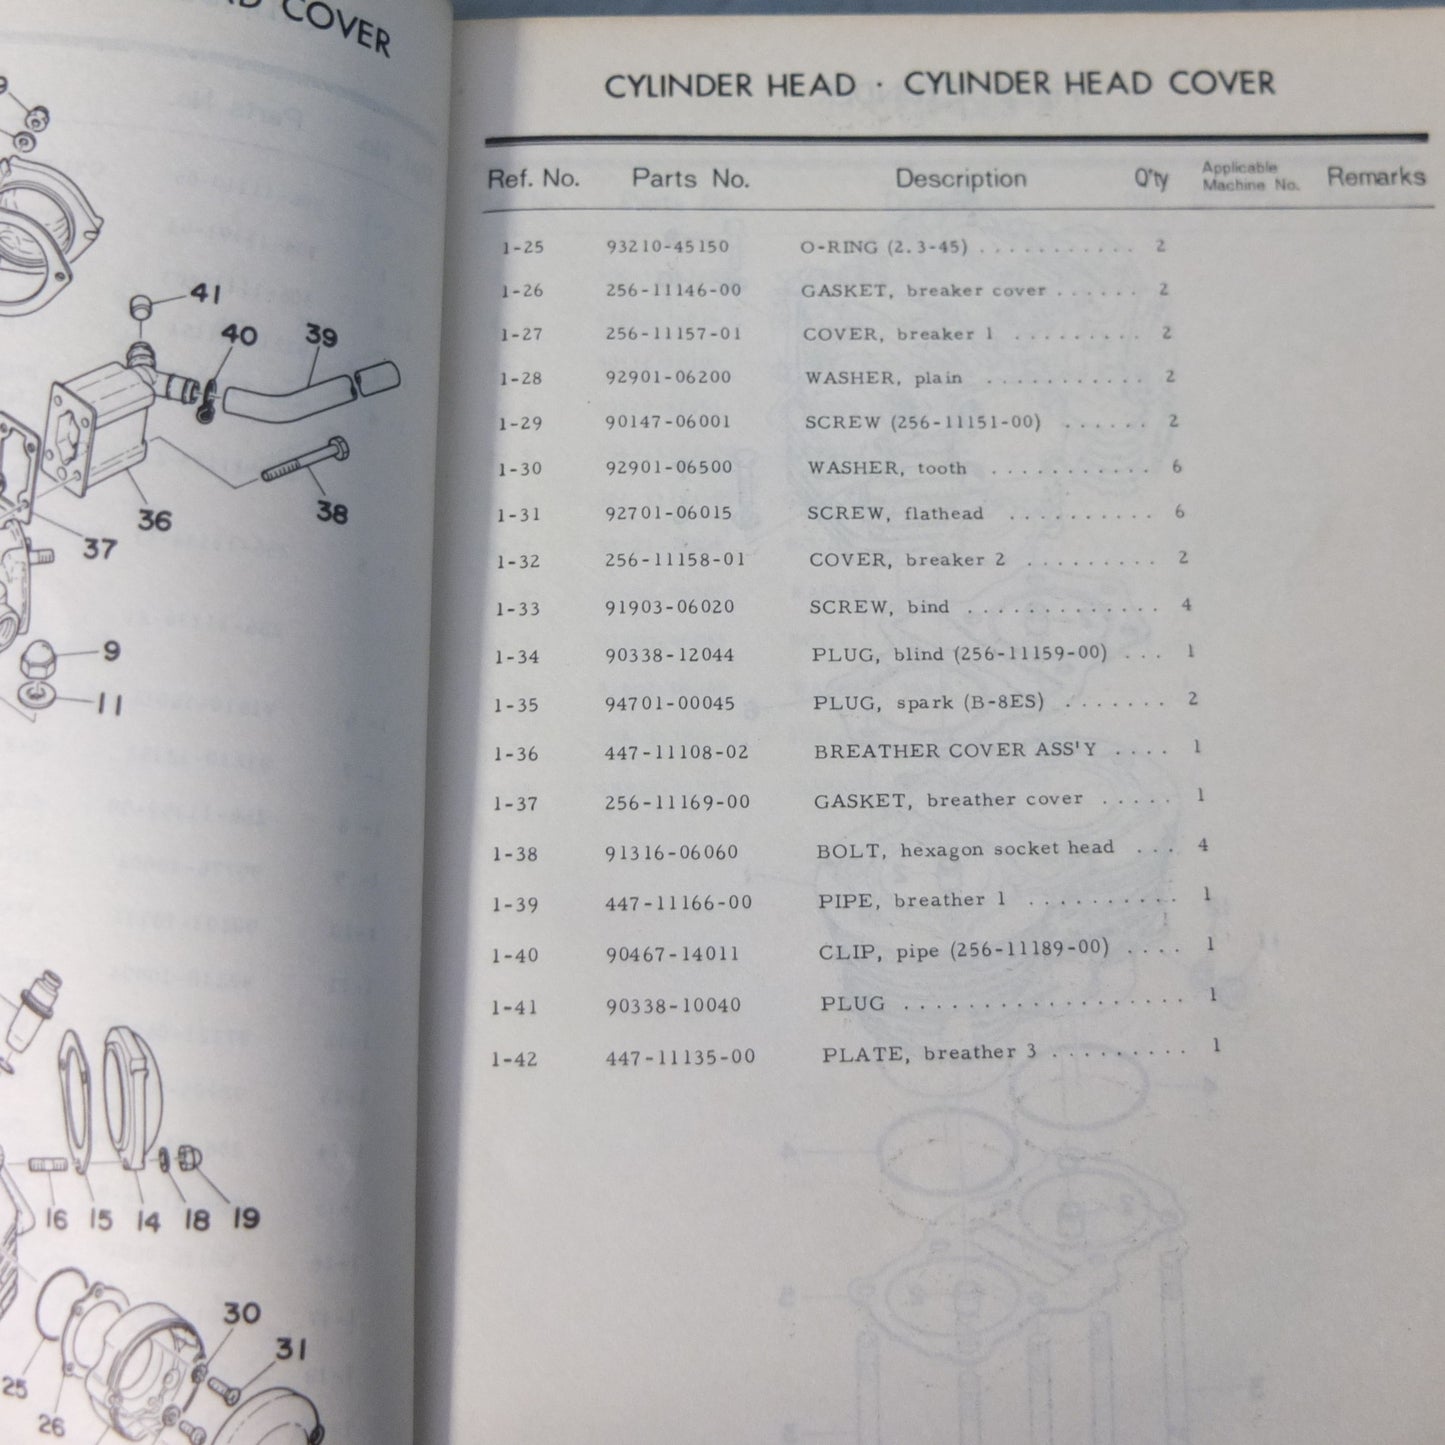 COVER
41
40
39
36
38
37
9
11
16 15 14 18 19
30
31
25
26
CYLINDER HEAD · CYLINDER HEAD COVER
Ref. No. Parts No. Description Q'ty Applicable Machine No. Remarks
1-25 93210-45150 O-RING (2.3-45) . . . . . . . . . . . 2
1-26 256-11146-00 GASKET, breaker cover . . . . . . 2
1-27 256-11157-01 COVER, breaker 1 . . . . . . . . . 2
1-28 92901-06200 WASHER, plain . . . . . . . . . . . 2
1-29 90147-06001 SCREW (256-11151-00) . . . . . . 2
1-30 92901-06500 WASHER, tooth . . . . . . . . . . . 6
1-31 92701-06015 SCREW, flathead . . . . . . . . . . 6
1-32 256-11158-01 COVER, breaker 2 . . . . . . . . . 2
1-33 91903-06020 SCREW, bind . . . . . . . . . . . . . 4
1-34 90338-12044 PLUG, blind (256-11159-00) . . . 1
1-35 94701-00045 PLUG, spark (B-8ES) . . . . . . . 2
1-36 447-11108-02 BREATHER COVER ASS'Y . . . . 1
1-37 256-11169-00 GASKET, breather cover . . . . . 1
1-38 91316-06060 BOLT, hexagon socket head . . . 4
1-39 447-11166-00 PIPE, breather 1 . . . . . . . . . . 1
1-40 90467-14011 CLIP, pipe (256-11189-00) . . . . 1
1-41 90338-10040 PLUG . . . . . . . . . . . . . . . . . . . 1
1-42 447-11135-00 PLATE, breather 3 . . . . . . . . . 1